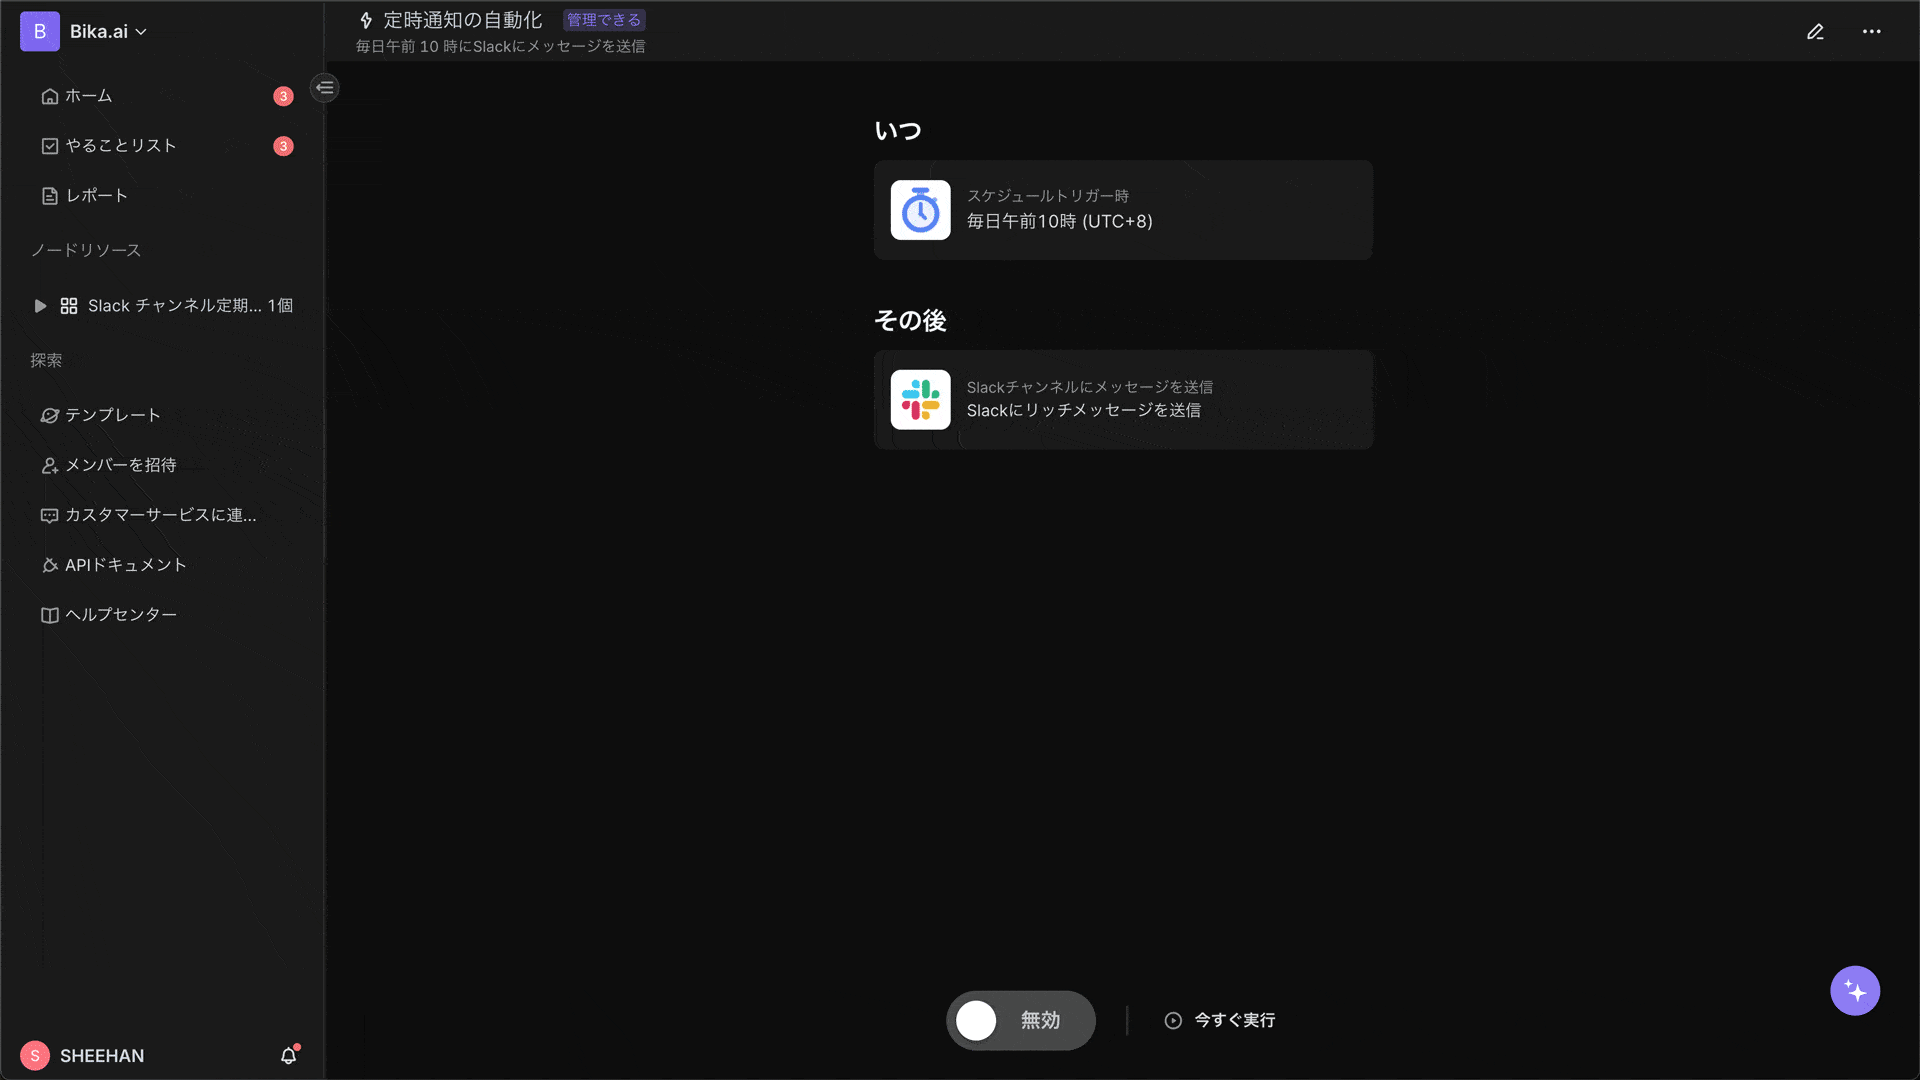 B Bika.ai
ホーム 3
やることリスト 3
レポート
ノードリソース
Slack チャンネル定期... 1個
探索
テンプレート
メンバーを招待
カスタマーサービスに連...
APIドキュメント
ヘルプセンター
S SHEEHAN
定時通知の自動化 管理できる
毎日午前 10 時にSlackにメッセージを送信
いつ
スケジュールトリガー時
毎日午前10時 (UTC+8)
その後
Slackチャンネルにメッセージを送信
Slackにリッチメッセージを送信
無効 今すぐ実行